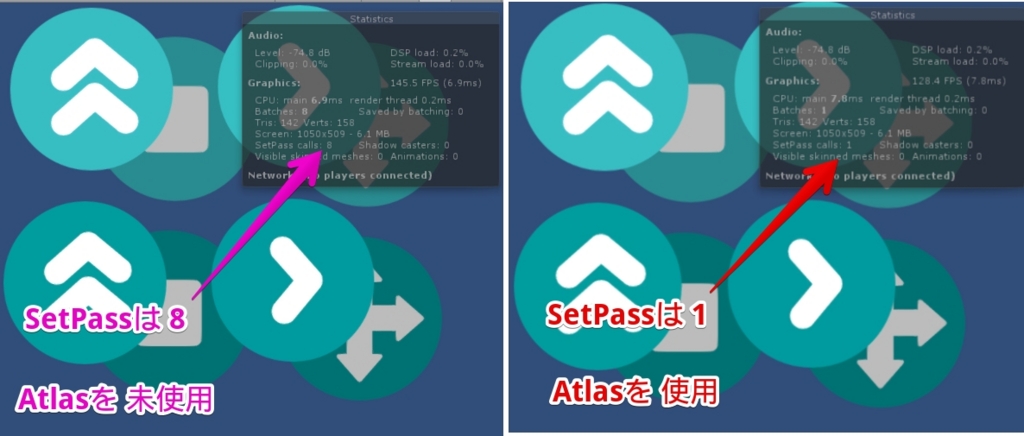 Statistics
Audio:
Level: -74.8 dB DSP load: 0.2%
Clipping: 0.0% Stream load: 0.0%
Graphics: 145.5 FPS (6.9ms)
CPU: main 6.9ms render thread 0.2ms
Batches: 8 Saved by batching: 0
Tris: 142 Verts: 158
Screen: 1050x509 - 6.1 MB
SetPass calls: 8 Shadow casters: 0
Visible skinned meshes: 0 Animations: 0
players connected)
SetPassは 8
Atlasを 未使用
Statistics
Audio:
Level: -74.8 dB DSP load: 0.2%
Clipping: 0.0% Stream load: 0.0%
Graphics: 128.4 FPS (7.8ms)
CPU: main 7.8ms render thread 0.2ms
Batches: 1 Saved by batching: 0
Tris: 142 Verts: 158
Screen: 1050x509 - 6.1 MB
SetPass calls: 1 Shadow casters: 0
Visible skinned meshes: 0 Animations: 0
players connected)
SetPassは 1
Atlasを 使用